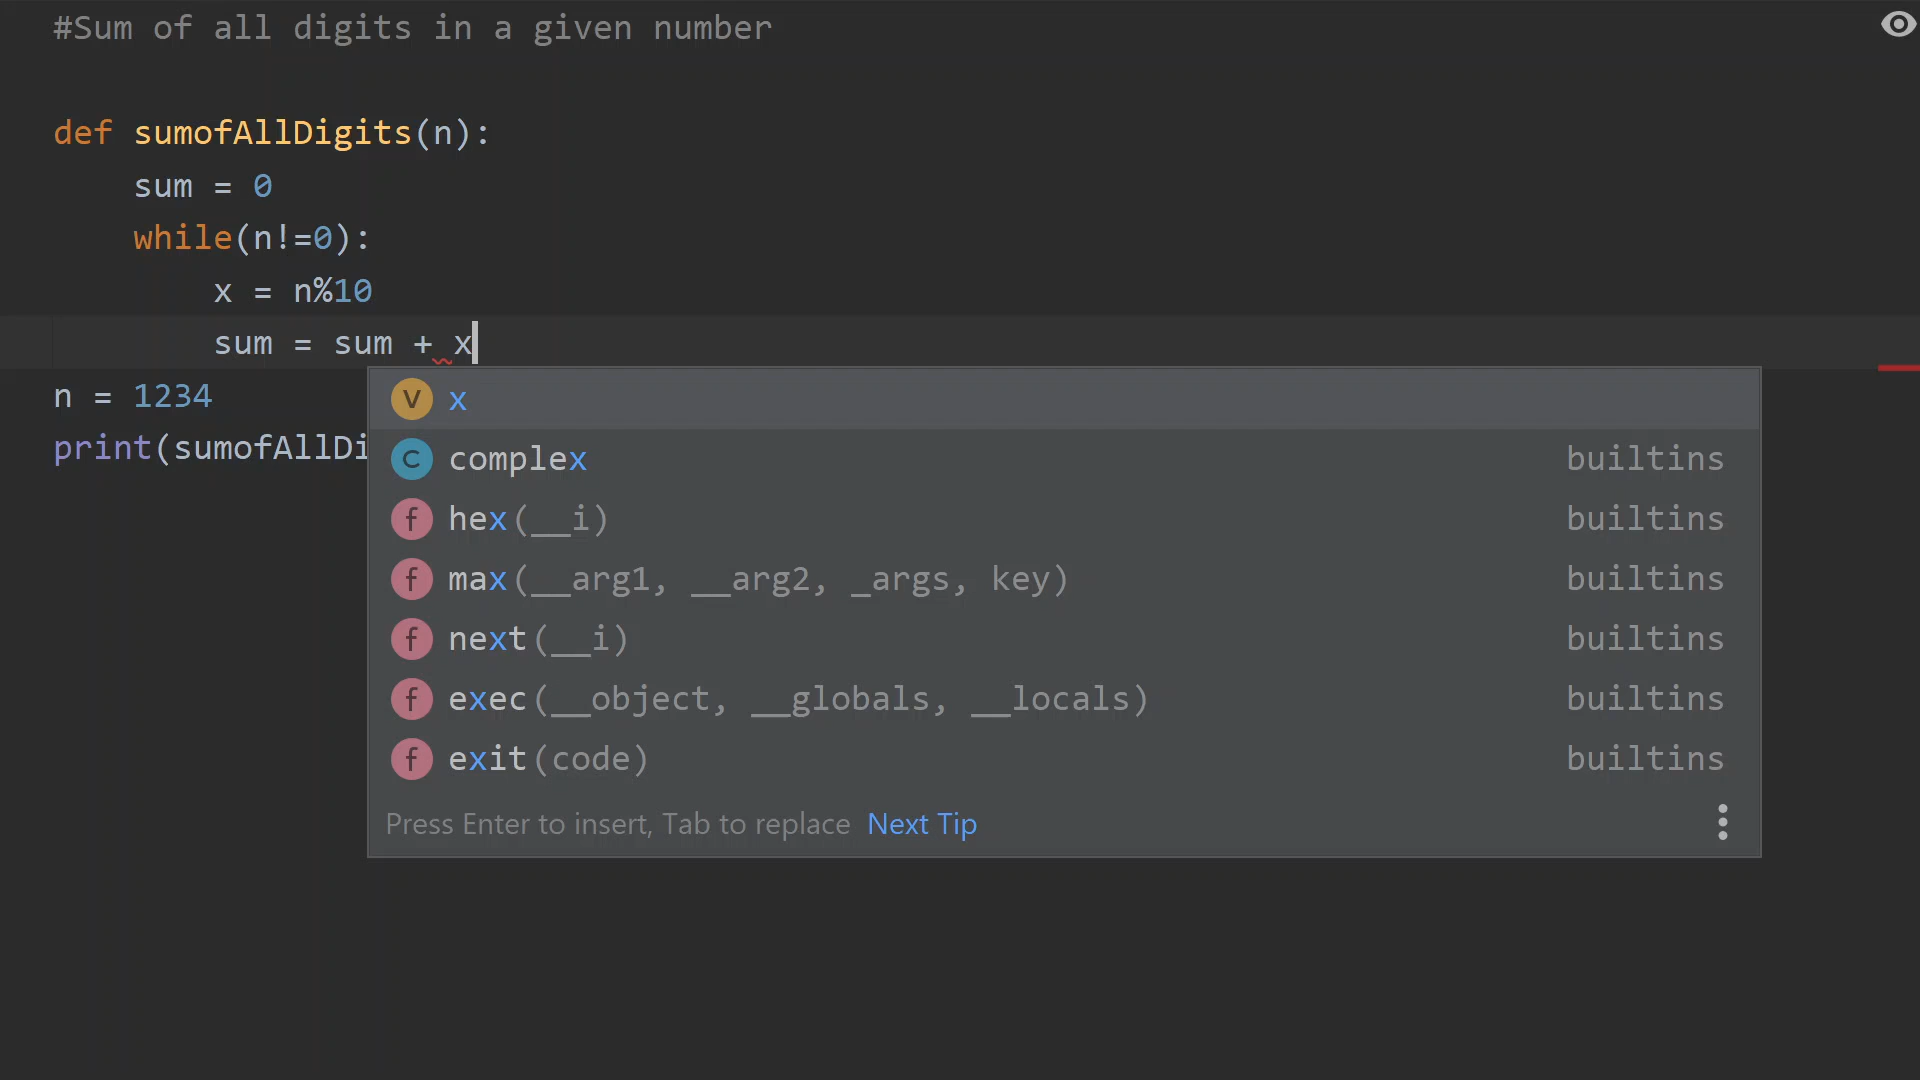 #Sum of all digits in a given number
def sumofAllDigits(n):
sum = 0
while(n!=0):
x = n%10
sum = sum + x
n = 1234
print(sumofAllDi
V x
C complex builtins
f hex(__i) builtins
f max(__arg1, __arg2, _args, key) builtins
f next(__i) builtins
f exec(__object, __globals, __locals) builtins
f exit(code) builtins
Press Enter to insert, Tab to replace Next Tip